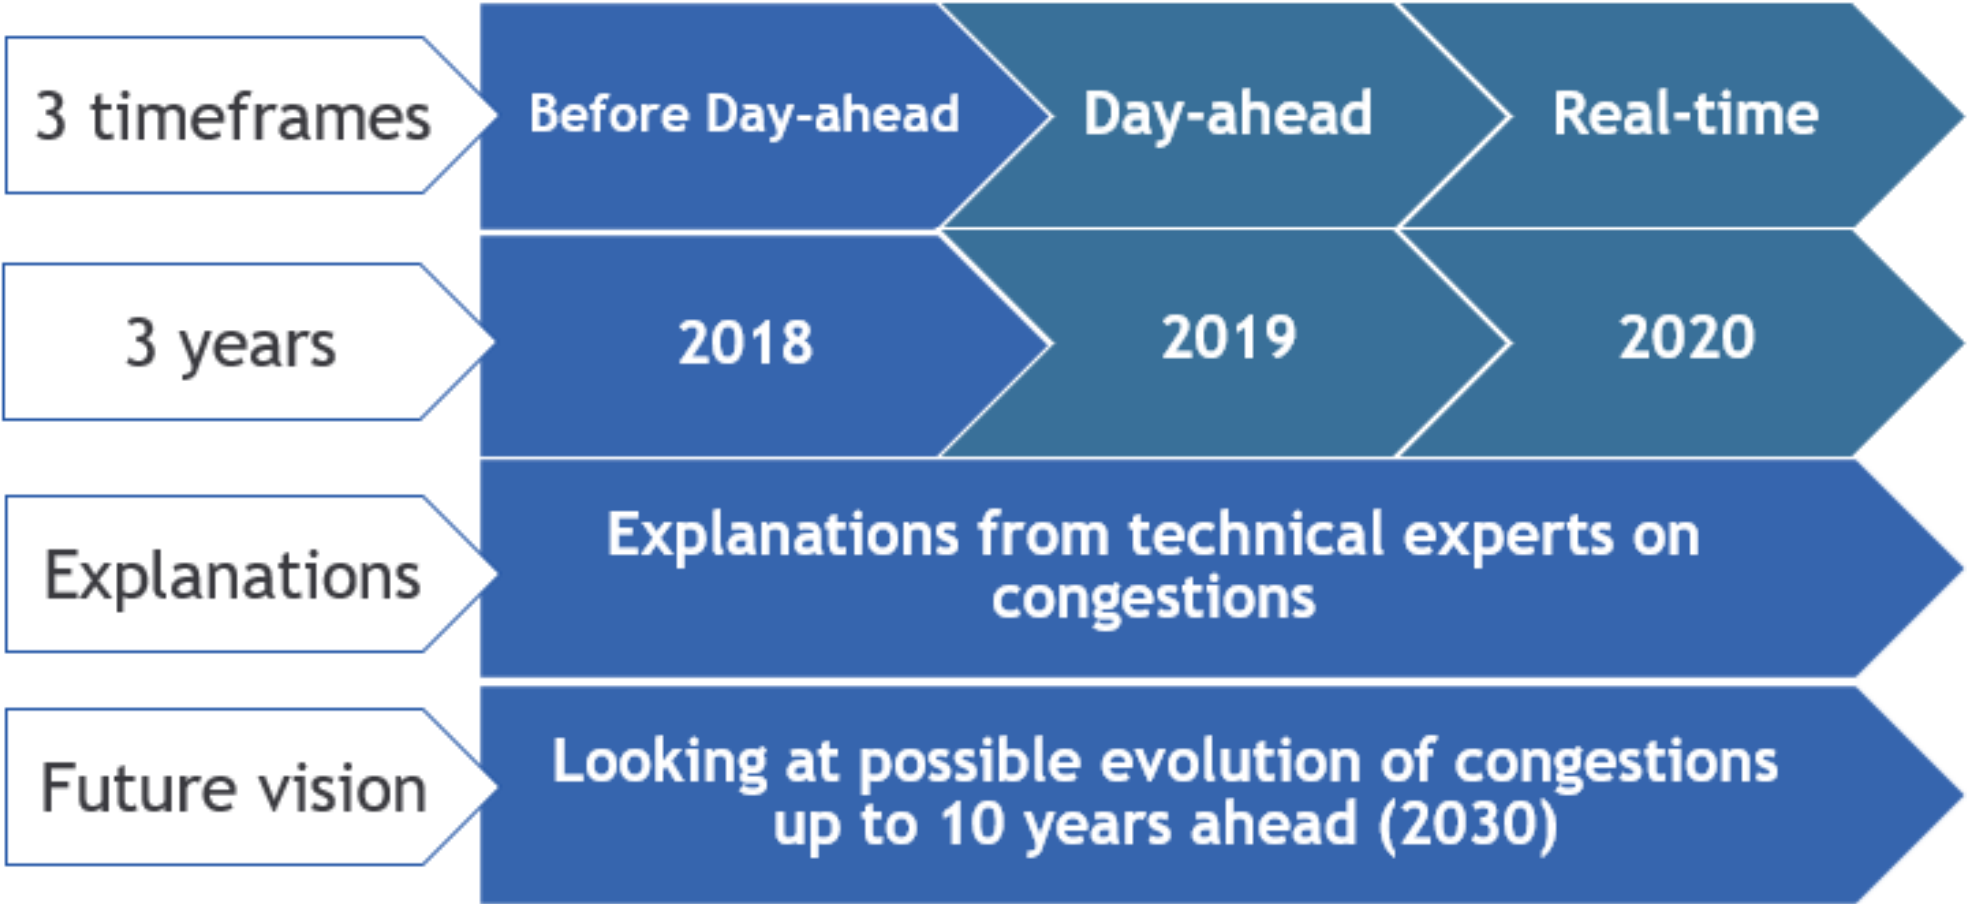 3 timeframes
Before Day-ahead
Day-ahead
Real-time
3 years
2018
2019
2020
Explanations
Explanations from technical experts on
congestions
Future vision
Looking at possible evolution of congestions
up to 10 years ahead (2030)